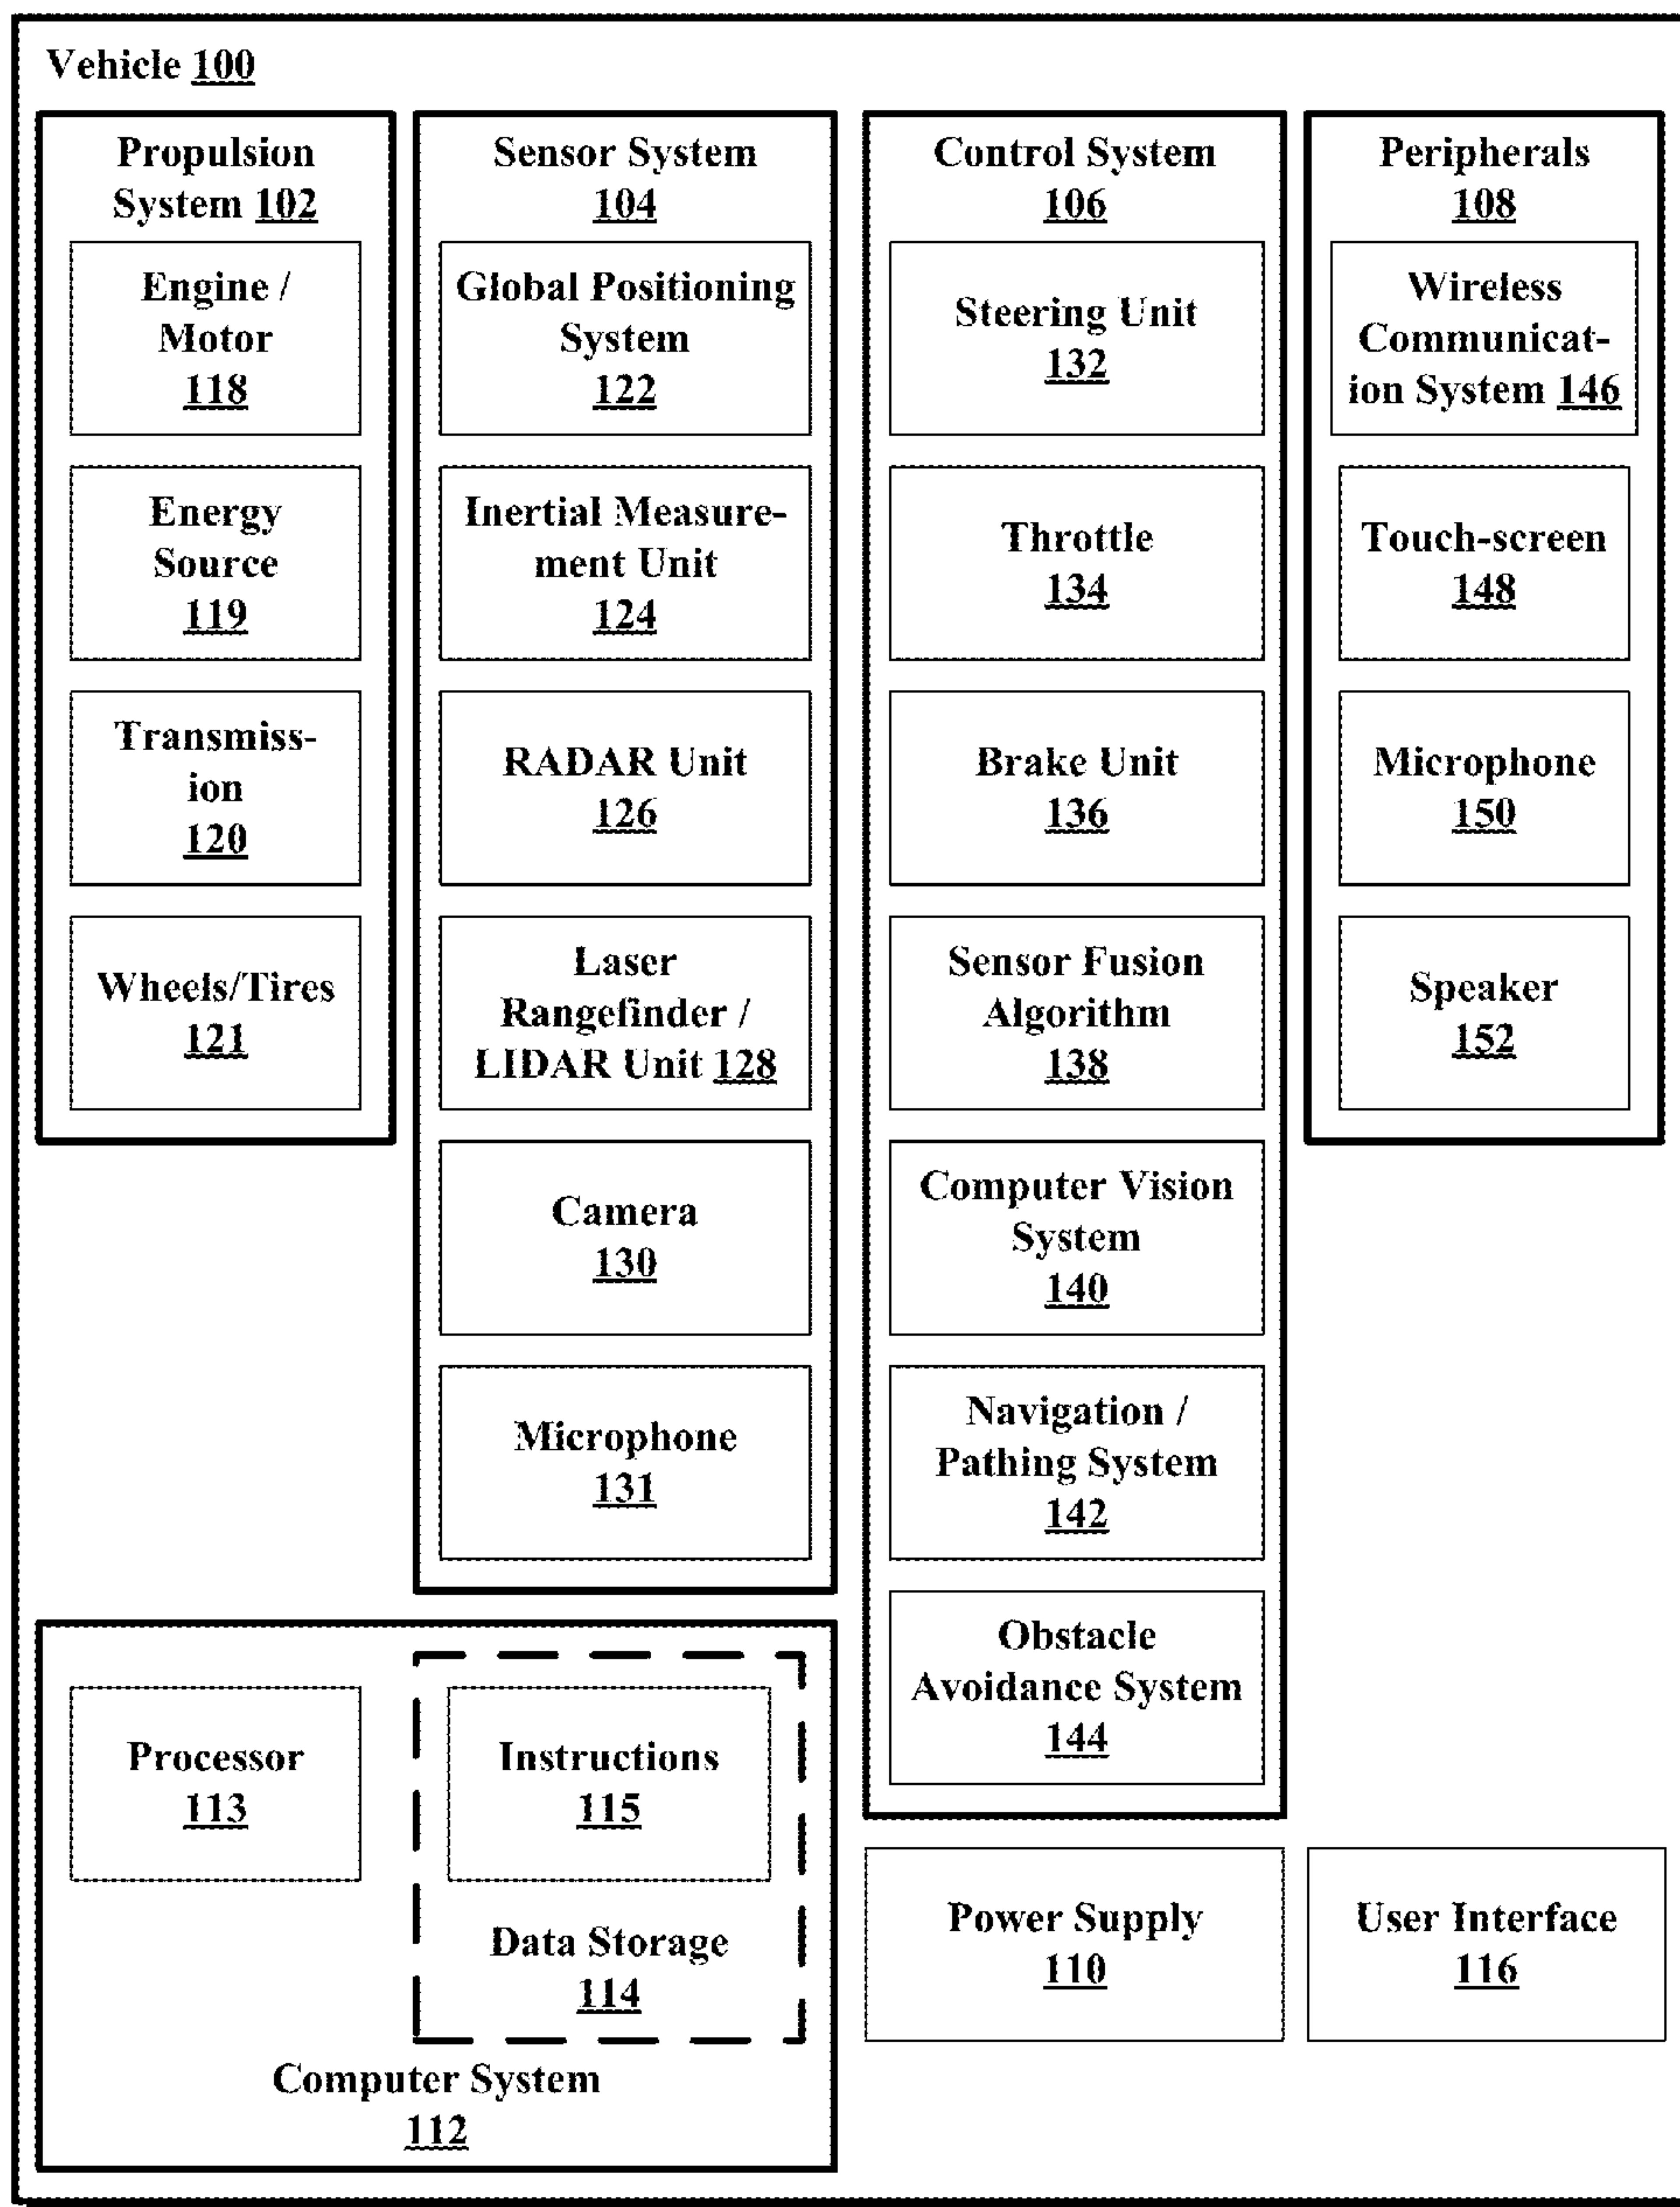 Vehicle 100
Propulsion
System 102
Engine /
Motor
118
Energy
Source
119
Transmiss-
ion
120
Wheels/Tires
121
Sensor System
104
Global Positioning
System
122
Inertial Measure-
ment Unit
124
RADAR Unit
126
Laser
Rangefinder /
LIDAR Unit 128
Camera
130
Microphone
131
Control System
106
Steering Unit
132
Throttle
134
Brake Unit
136
Sensor Fusion
Algorithm
138
Computer Vision
System
140
Navigation /
Pathing System
142
Obstacle
Avoidance System
144
Peripherals
108
Wireless
Communicat-
ion System 146
Touch-screen
148
Microphone
150
Speaker
152
Processor
113
Instructions
115
Data Storage
114
Computer System
112
Power Supply
110
User Interface
116